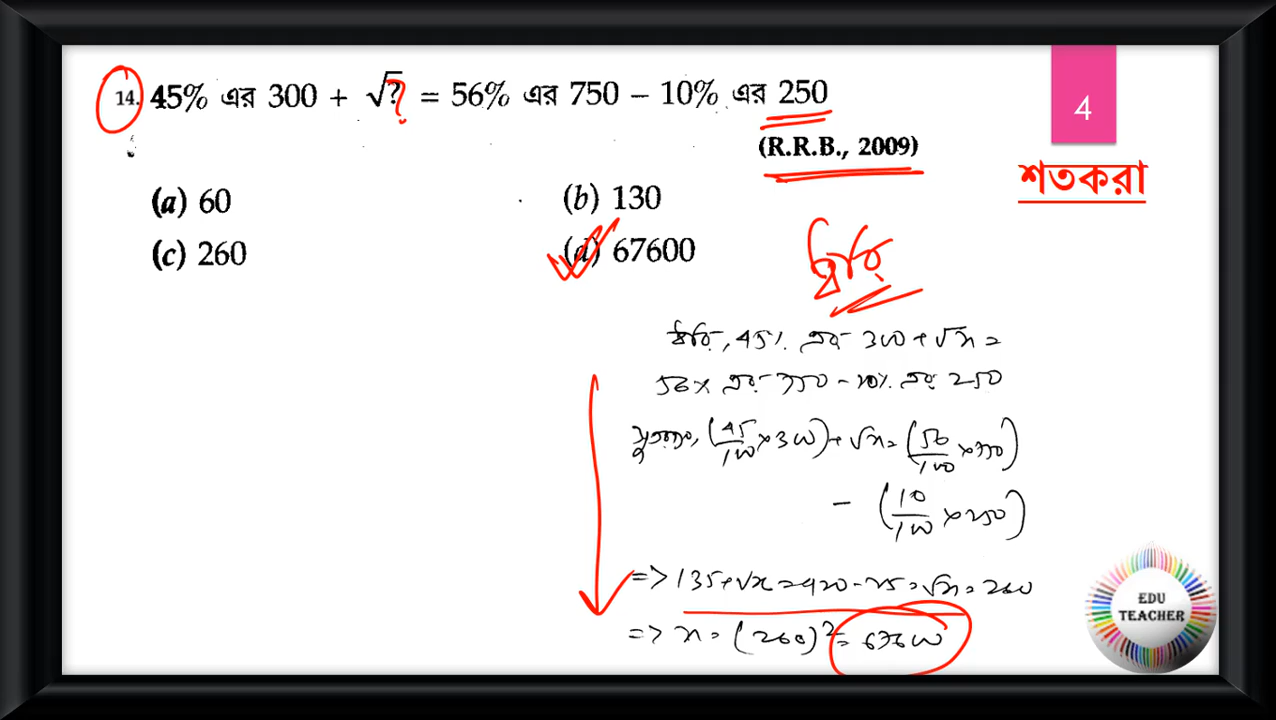 14. 45% এর 300 + √? = 56% এর 750 − 10% এর 250
(R.R.B., 2009)
4
শতকরা
(a) 60
(b) 130
(c) 260
(d) 67600
ধরি
ধরি, 45% এর 300 + √x =
56% এর 750 - 10% এর 250
সুতরাং, (45/100 × 300) + √x = (56/100 × 750)
- (10/100 × 250)
=> 135 + √x = 420 - 25 = √x = 260
=> x = (260)² = 67600
EDU
TEACHER